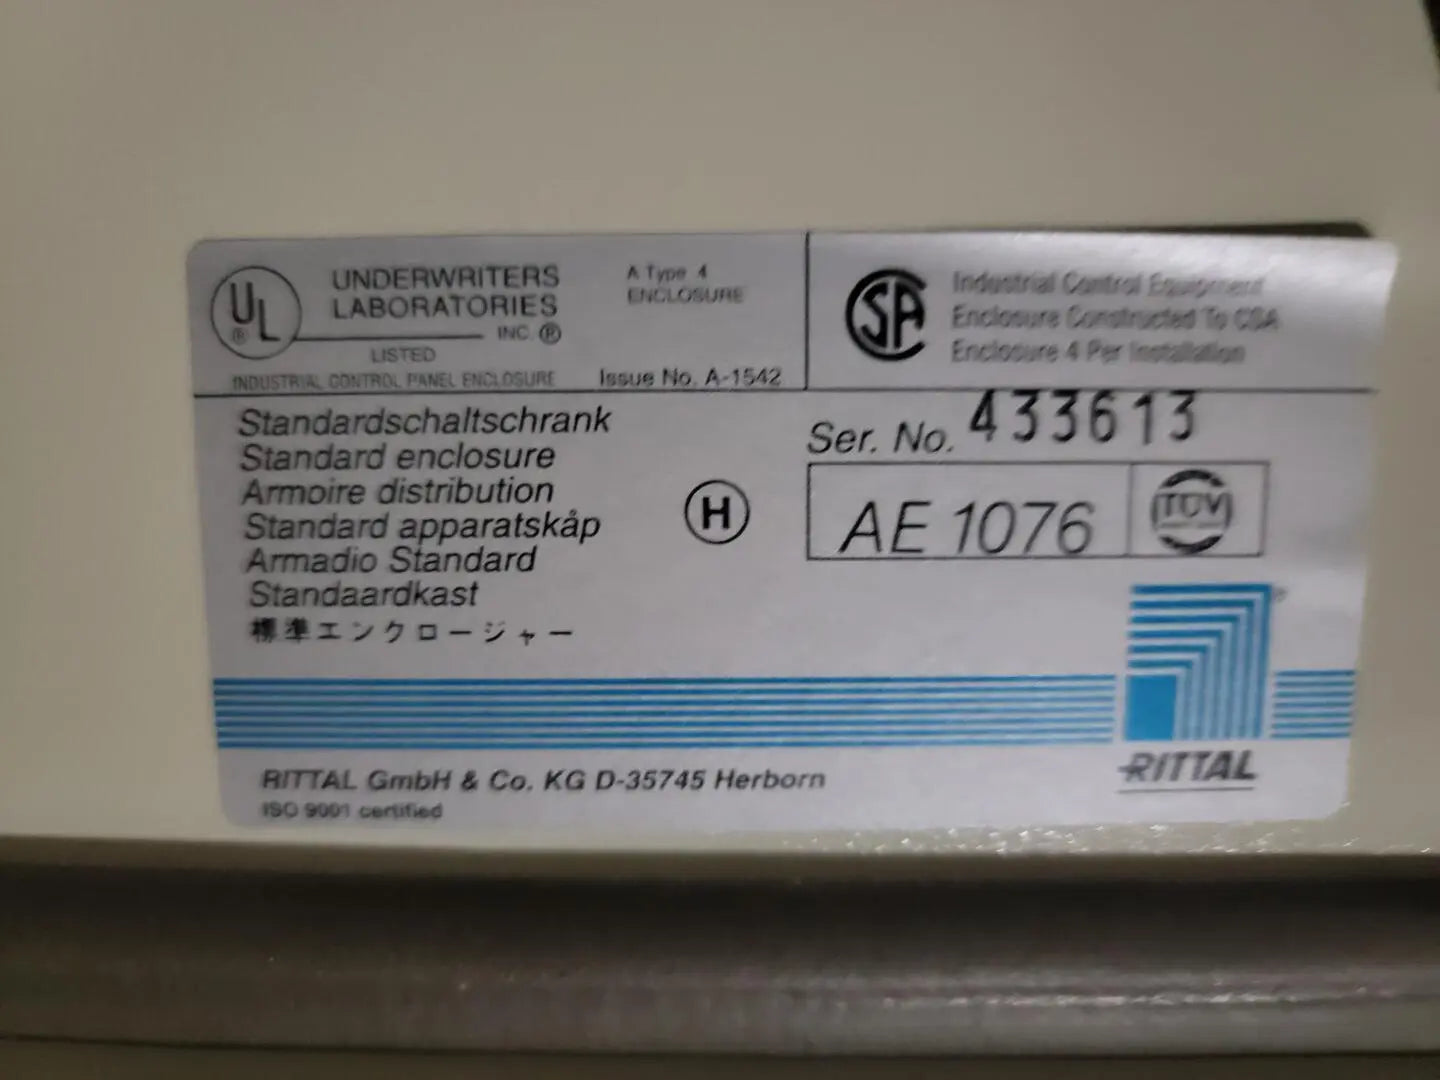 UL ®
UNDERWRITERS
LABORATORIES
INC. ®
LISTED
INDUSTRIAL CONTROL PANEL ENCLOSURE
A Type 4
ENCLOSURE
Issue No. A-1542
SA
Industrial Control Equipment
Enclosure Constructed To CSA
Enclosure 4 Per Installation
Standardschaltschrank
Standard enclosure
Armoire distribution
Standard apparatskåp
Armadio Standard
Standaardkast
標準エンクロージャー
H
Ser. No. 433613
AE 1076
TÜV
®
RITTAL
RITTAL GmbH & Co. KG D-35745 Herborn
ISO 9001 certified